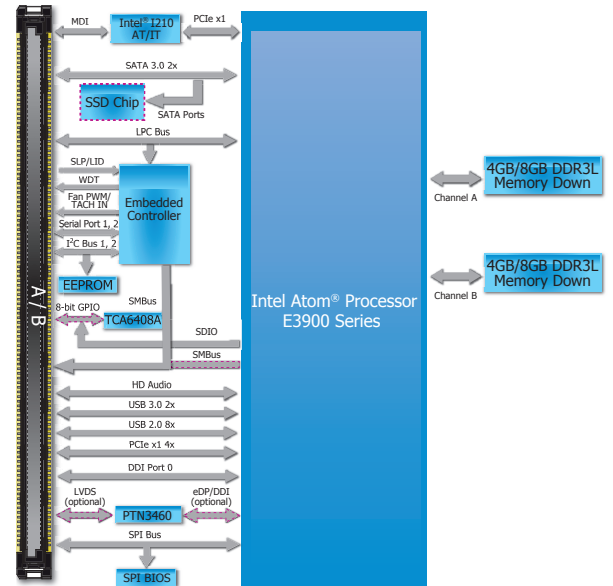 MDI
Intel® I210
AT/IT
PCIe x1
SATA 3.0 2x
SSD Chip
SATA Ports
LPC Bus
SLP/LID
WDT
Fan PWM/
TACH IN
Serial Port 1, 2
I²C Bus 1, 2
Embedded
Controller
EEPROM
A / B
SMBus
8-bit GPIO
TCA6408A
SDIO
SMBus
HD Audio
USB 3.0 2x
USB 2.0 8x
PCIe x1 4x
DDI Port 0
LVDS
(optional)
PTN3460
eDP/DDI
(optional)
SPI Bus
SPI BIOS
Intel Atom® Processor
E3900 Series
Channel A
4GB/8GB DDR3L
Memory Down
Channel B
4GB/8GB DDR3L
Memory Down